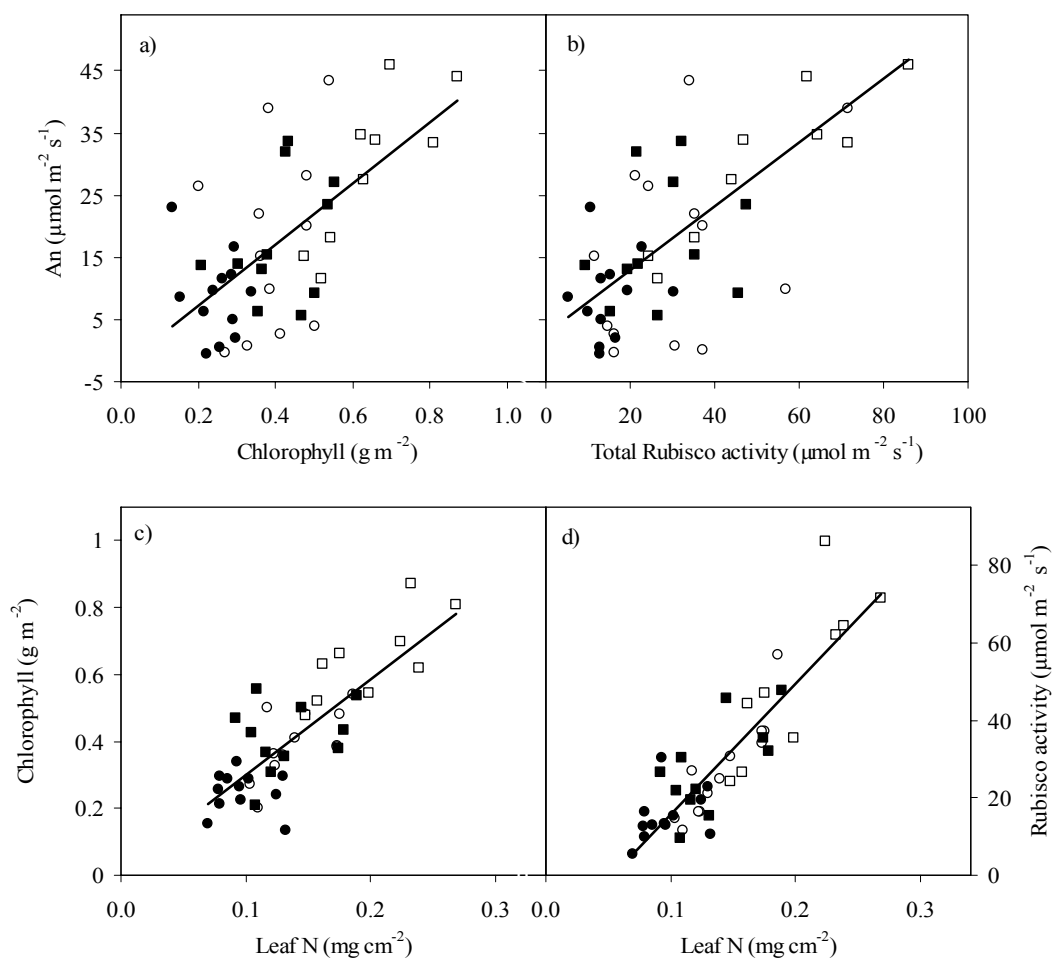 a)
b)
45
35
25
15
5
-5
An (µmol m⁻² s⁻¹)
0.0 0.2 0.4 0.6 0.8 1.0
0 20 40 60 80 100
Chlorophyll (g m⁻²)
Total Rubisco activity (µmol m⁻² s⁻¹)
c)
d)
1
0.8
0.6
0.4
0.2
0
Chlorophyll (g m⁻²)
80
60
40
20
0
Rubisco activity (µmol m⁻² s⁻¹)
0.0 0.1 0.2 0.3
0.0 0.1 0.2 0.3
Leaf N (mg cm⁻²)
Leaf N (mg cm⁻²)